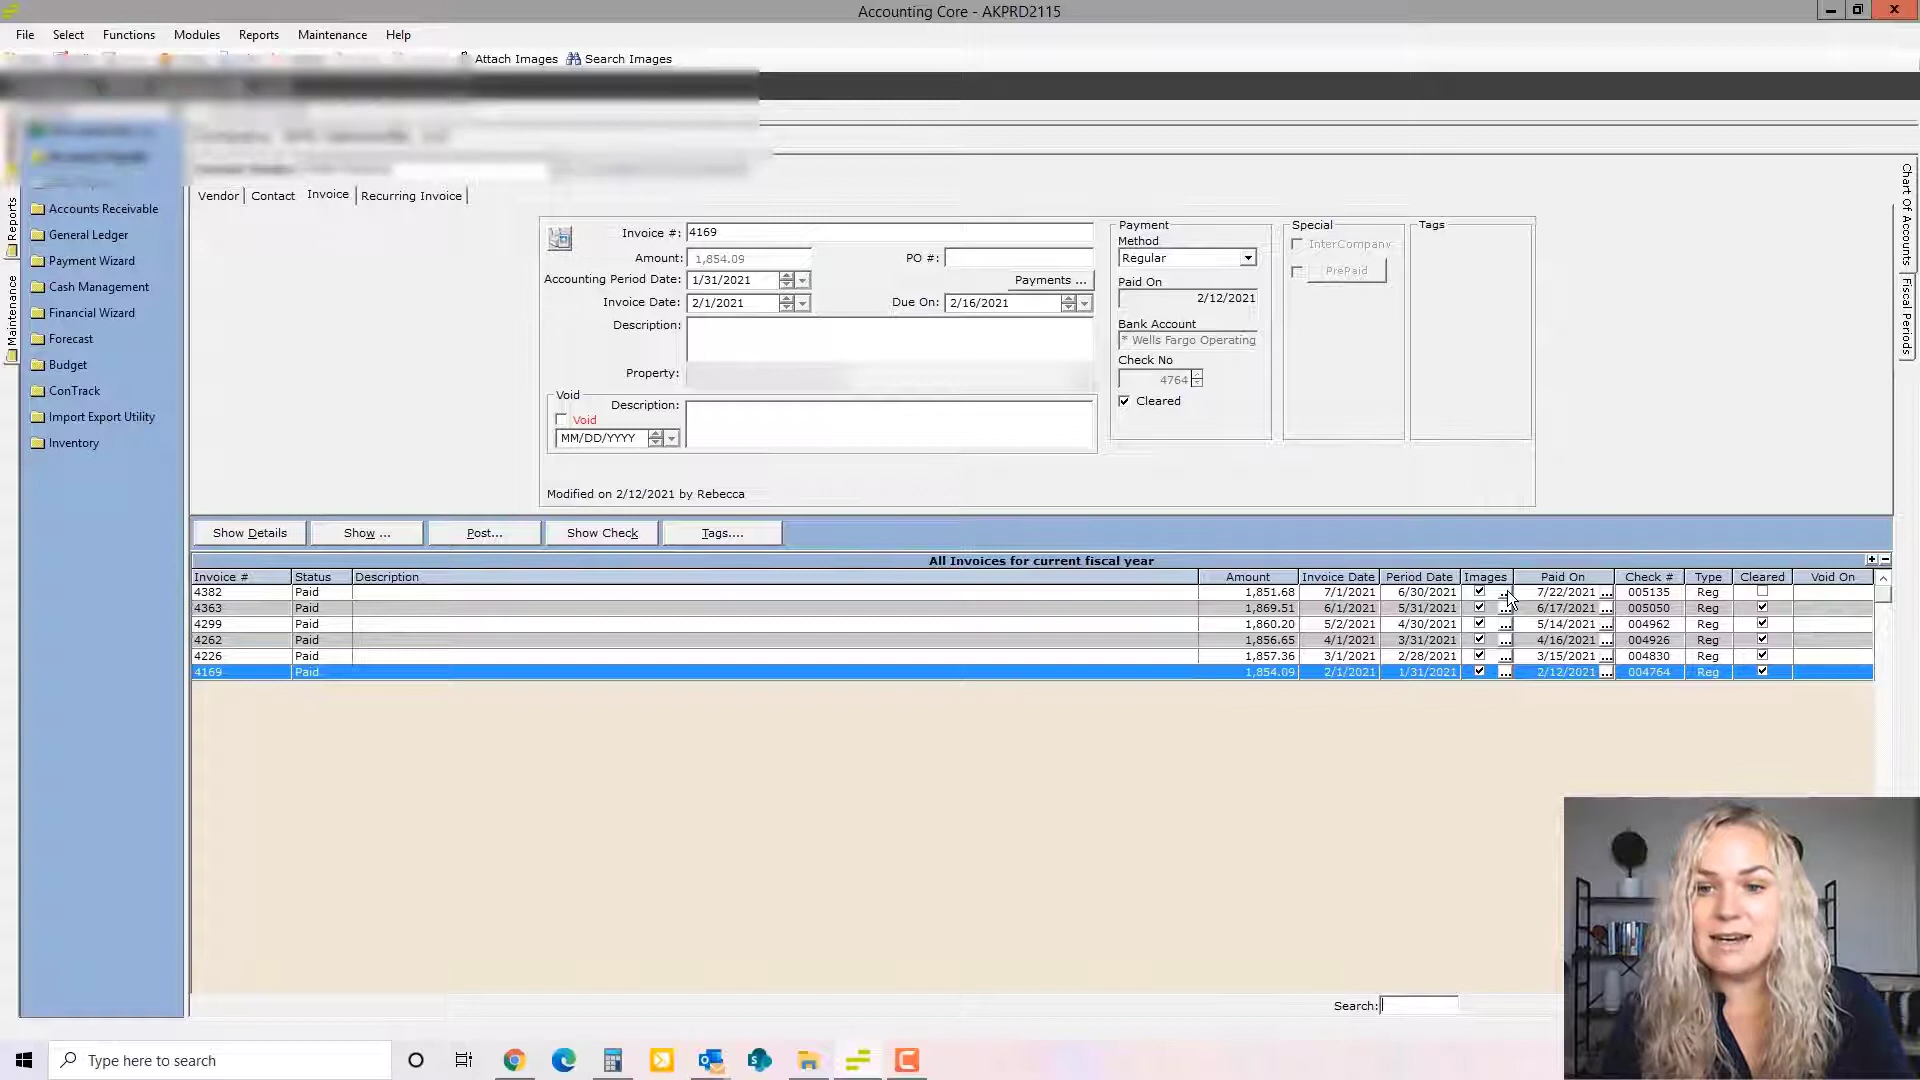 Accounting Core - AKPRD2115
File Select Functions Modules Reports Maintenance Help
Attach Images Search Images
Reports
Maintenance
Accounts Receivable
General Ledger
Payment Wizard
Cash Management
Financial Wizard
Forecast
Budget
ConTrack
Import Export Utility
Inventory
Vendor Contact Invoice Recurring Invoice
Invoice #: 4169
Amount: 1,854.09 PO #:
Accounting Period Date: 1/31/2021 Payments ...
Invoice Date: 2/1/2021 Due On: 2/16/2021
Description:
Property:
Void Description:
Void
MM/DD/YYYY
Modified on 2/12/2021 by Rebecca
Payment
Method
Regular
Paid On
2/12/2021
Bank Account
* Wells Fargo Operating
Check No
4764
Cleared
Special
InterCompany
PrePaid
Tags
Chart Of Accounts
Fiscal Periods
Show Details Show ... Post... Show Check Tags....
All Invoices for current fiscal year
Invoice # Status Description Amount Invoice Date Period Date Images Paid On Check # Type Cleared Void On
4382 Paid 1,851.68 7/1/2021 6/30/2021 ... 7/22/2021 ... 005135 Reg
4363 Paid 1,869.51 6/1/2021 5/31/2021 ... 6/17/2021 ... 005050 Reg
4299 Paid 1,860.20 5/2/2021 4/30/2021 ... 5/14/2021 ... 004962 Reg
4262 Paid 1,856.65 4/1/2021 3/31/2021 ... 4/16/2021 ... 004926 Reg
4226 Paid 1,857.36 3/1/2021 2/28/2021 ... 3/15/2021 ... 004830 Reg
4169 Paid 1,854.09 2/1/2021 1/31/2021 ... 2/12/2021 ... 004764 Reg
Search:
Type here to search